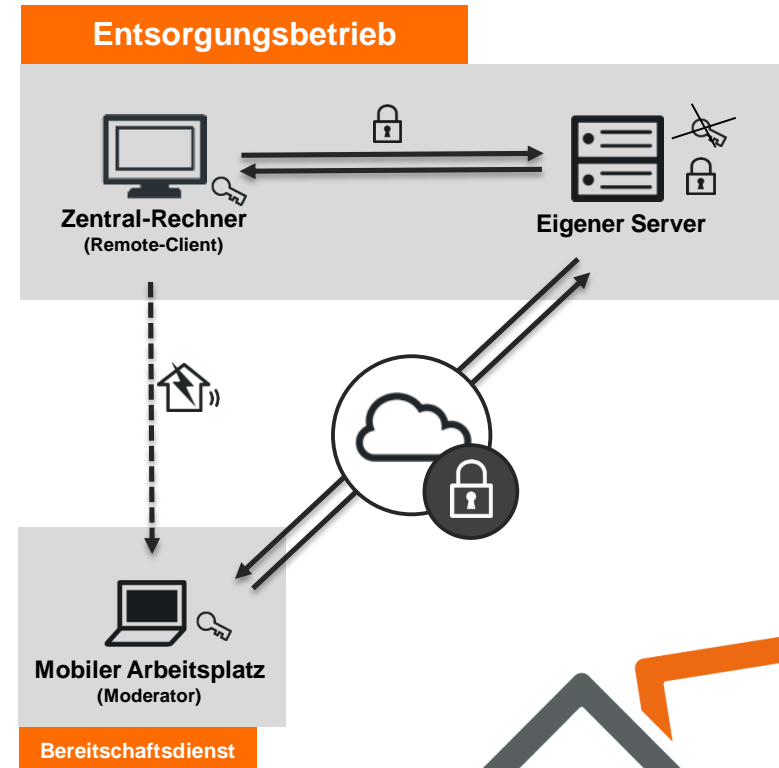 Entsorgungsbetrieb
Zentral-Rechner
(Remote-Client)
Eigener Server
Mobiler Arbeitsplatz
(Moderator)
Bereitschaftsdienst